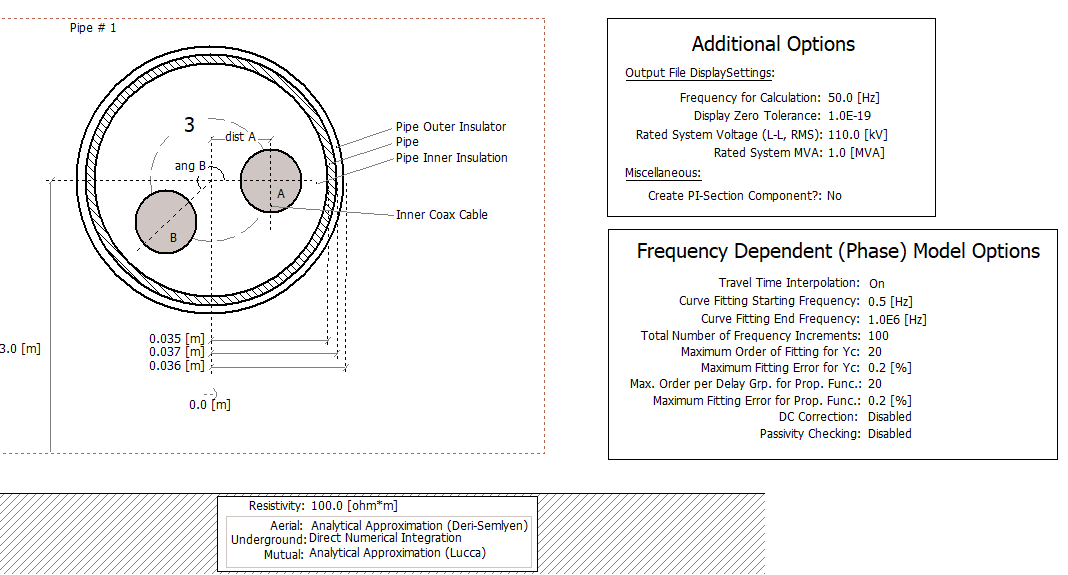 Pipe # 1
3
dist A
ang B
A
B
Pipe Outer Insulator
Pipe
Pipe Inner Insulation
Inner Coax Cable
0.035 [m]
0.037 [m]
0.036 [m]
3.0 [m]
0.0 [m]
Additional Options
Output File DisplaySettings:
Frequency for Calculation: 50.0 [Hz]
Display Zero Tolerance: 1.0E-19
Rated System Voltage (L-L, RMS): 110.0 [kV]
Rated System MVA: 1.0 [MVA]
Miscellaneous:
Create PI-Section Component?: No
Frequency Dependent (Phase) Model Options
Travel Time Interpolation: On
Curve Fitting Starting Frequency: 0.5 [Hz]
Curve Fitting End Frequency: 1.0E6 [Hz]
Total Number of Frequency Increments: 100
Maximum Order of Fitting for Yc: 20
Maximum Fitting Error for Yc: 0.2 [%]
Max. Order per Delay Grp. for Prop. Func.: 20
Maximum Fitting Error for Prop. Func.: 0.2 [%]
DC Correction: Disabled
Passivity Checking: Disabled
Resistivity: 100.0 [ohm*m]
Aerial: Analytical Approximation (Deri-Semlyen)
Underground: Direct Numerical Integration
Mutual: Analytical Approximation (Lucca)